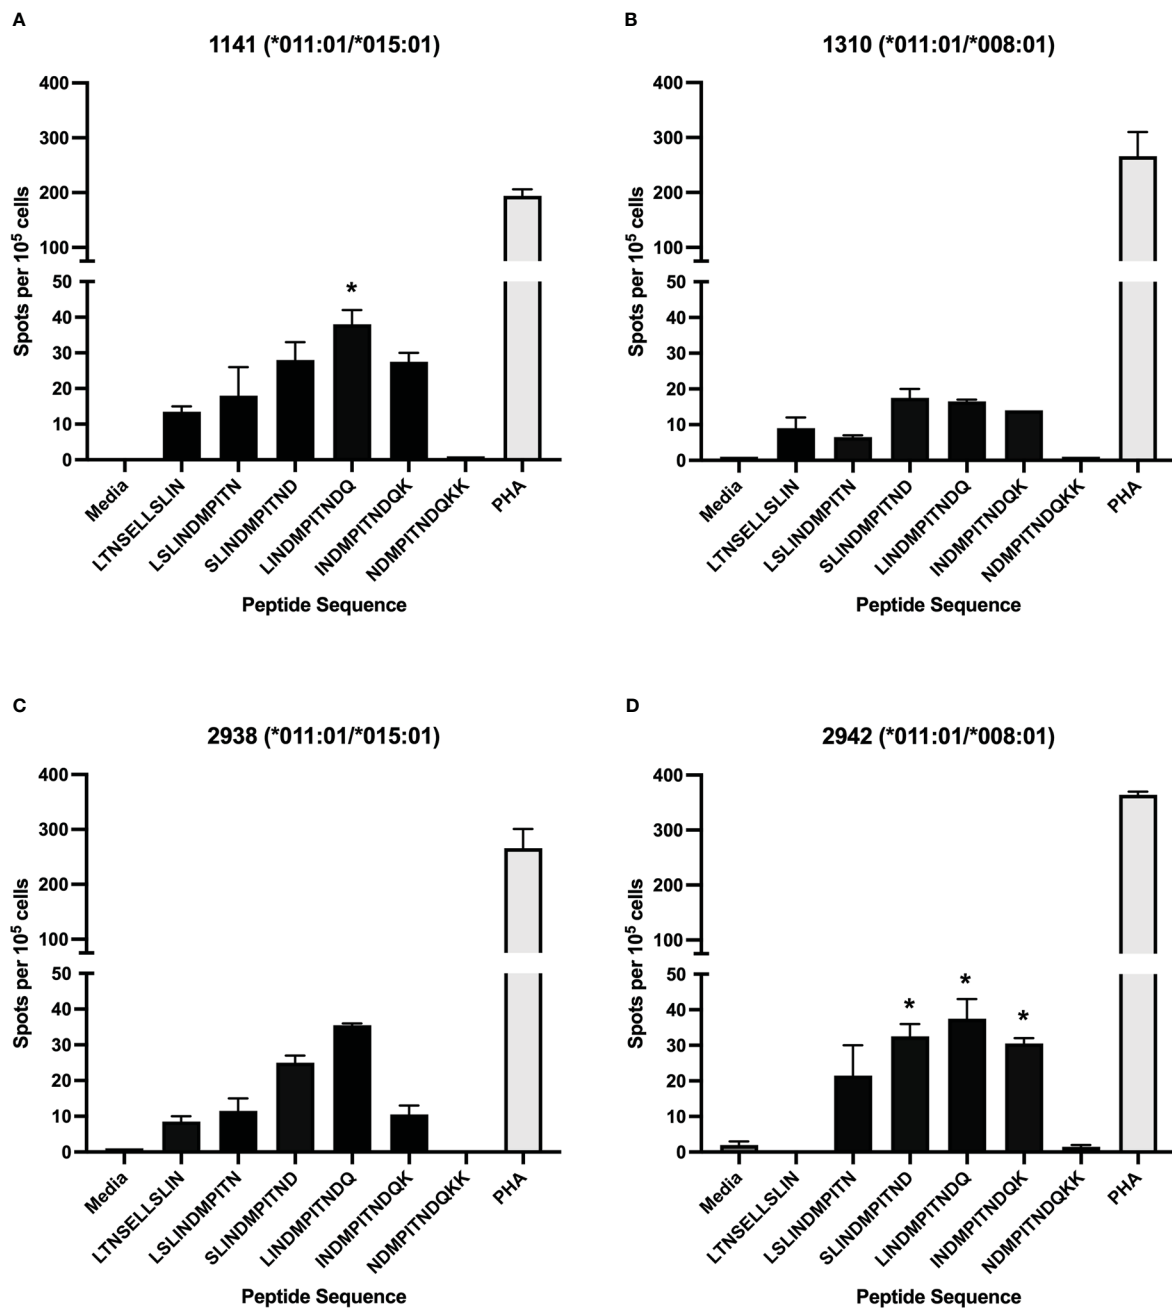 A
1141 (*011:01/*015:01)
Spots per 10⁵ cells
400
300
200
100
50
40
30
20
10
0
*
Media
LTNSELLSLIN
LSLINDMPITN
SLINDMPITND
LINDMPITNDQ
INDMPITNDQK
NDMPITNDQKK
PHA
Peptide Sequence
B
1310 (*011:01/*008:01)
Spots per 10⁵ cells
400
300
200
100
50
40
30
20
10
0
Media
LTNSELLSLIN
LSLINDMPITN
SLINDMPITND
LINDMPITNDQ
INDMPITNDQK
NDMPITNDQKK
PHA
Peptide Sequence
C
2938 (*011:01/*015:01)
Spots per 10⁵ cells
400
300
200
100
50
40
30
20
10
0
Media
LTNSELLSLIN
LSLINDMPITN
SLINDMPITND
LINDMPITNDQ
INDMPITNDQK
NDMPITNDQKK
PHA
Peptide Sequence
D
2942 (*011:01/*008:01)
Spots per 10⁵ cells
400
300
200
100
50
40
30
20
10
0
* * *
Media
LTNSELLSLIN
LSLINDMPITN
SLINDMPITND
LINDMPITNDQ
INDMPITNDQK
NDMPITNDQKK
PHA
Peptide Sequence